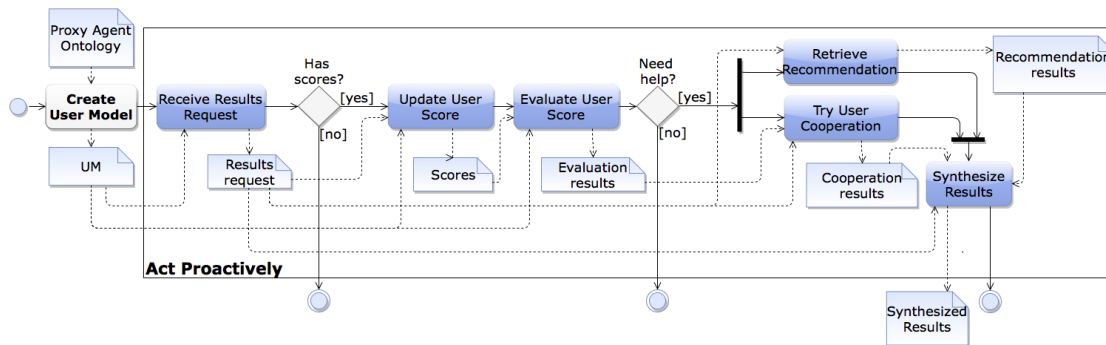 Proxy Agent
Ontology
Create
User Model
UM
Receive Results
Request
Results
request
Has
scores?
[yes]
[no]
Update User
Score
Scores
Evaluate User
Score
Evaluation
results
Need
help?
[yes]
[no]
Retrieve
Recommendation
Recommendation
results
Try User
Cooperation
Cooperation
results
Synthesize
Results
Act Proactively
Synthesized
Results